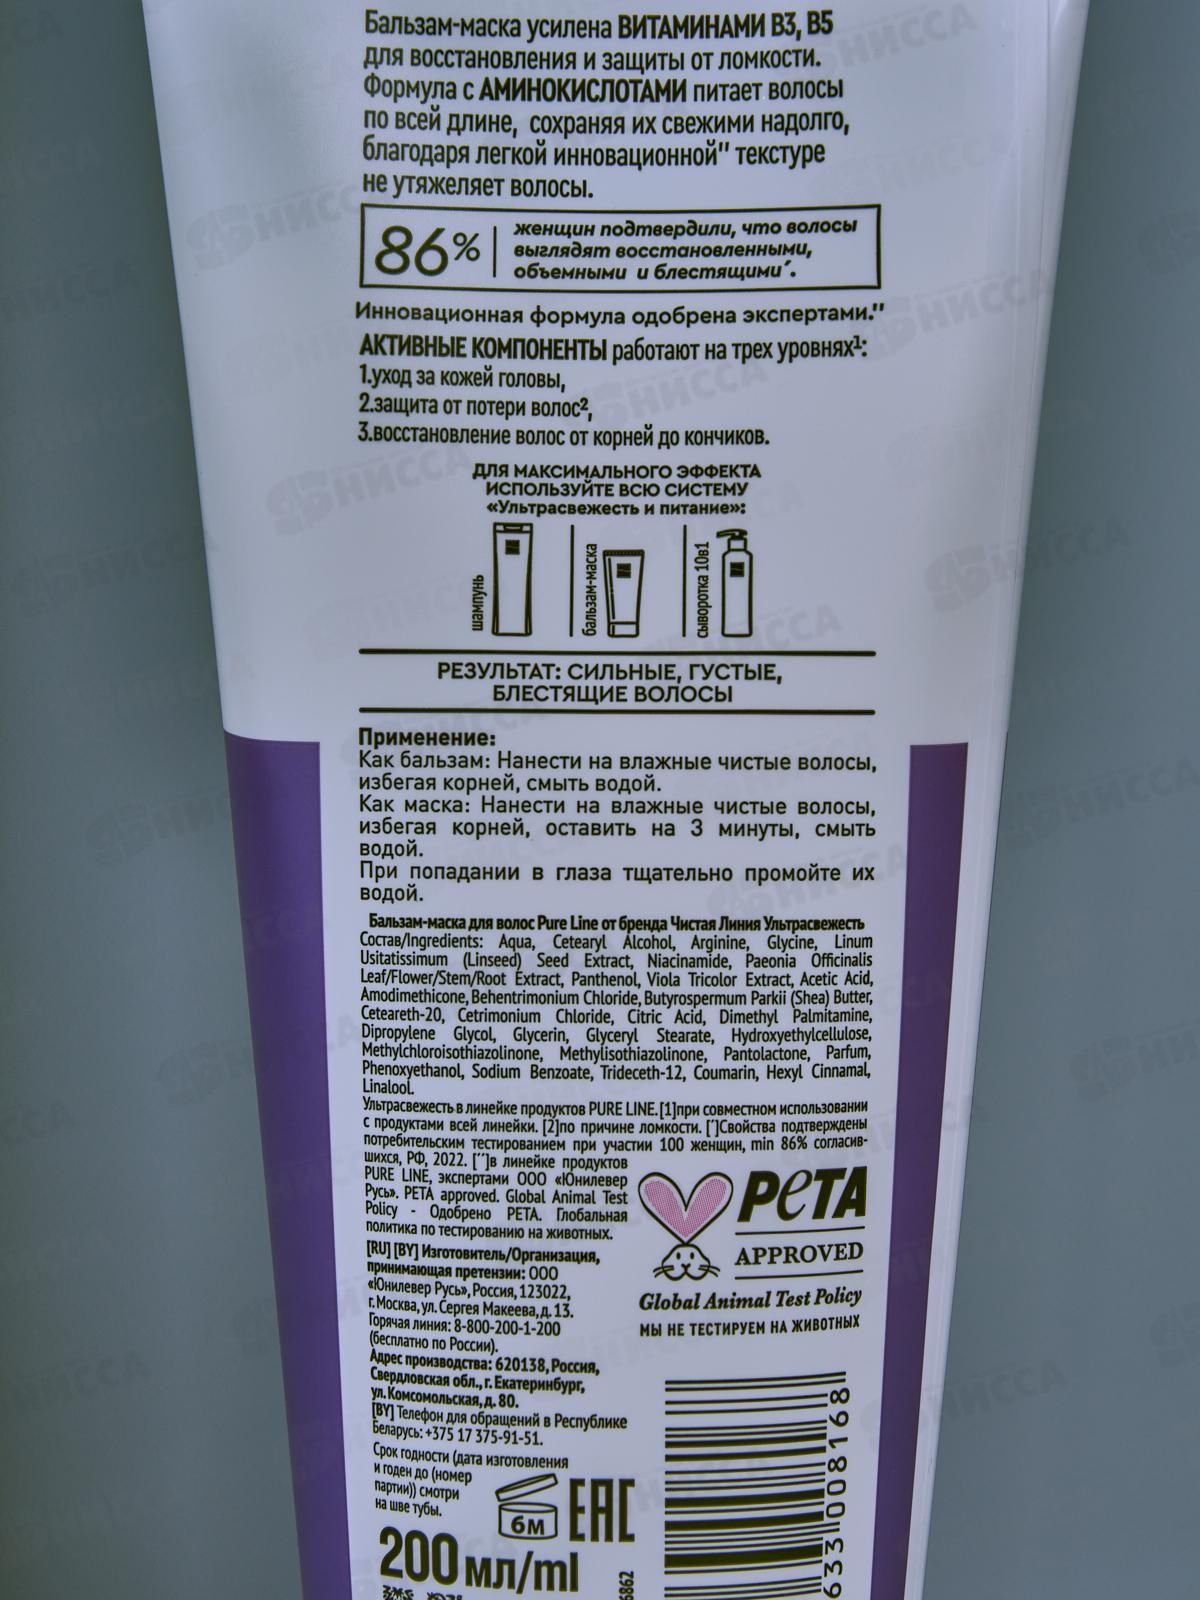 Бальзам-маска усилена ВИТАМИНАМИ B3, B5
для восстановления и защиты от ломкости.
Формула с АМИНОКИСЛОТАМИ питает волосы
по всей длине, сохраняя их свежими надолго,
благодаря легкой инновационной'' текстуре
не утяжеляет волосы.
86% женщин подтвердили, что волосы
выглядят восстановленными,
объемными и блестящими'.
Инновационная формула одобрена экспертами.''
АКТИВНЫЕ КОМПОНЕНТЫ работают на трех уровнях¹:
1.уход за кожей головы,
2.защита от потери волос²,
3.восстановление волос от корней до кончиков.
ДЛЯ МАКСИМАЛЬНОГО ЭФФЕКТА
ИСПОЛЬЗУЙТЕ ВСЮ СИСТЕМУ
«Ультрасвежесть и питание»:
шампунь
бальзам-маска
сыворотка 10в1
РЕЗУЛЬТАТ: СИЛЬНЫЕ, ГУСТЫЕ,
БЛЕСТЯЩИЕ ВОЛОСЫ
Применение:
Как бальзам: Нанести на влажные чистые волосы,
избегая корней, смыть водой.
Как маска: Нанести на влажные чистые волосы,
избегая корней, оставить на 3 минуты, смыть
водой.
При попадании в глаза тщательно промойте их
водой.
Бальзам-маска для волос Pure Line от бренда Чистая Линия Ультрасвежесть
Состав/Ingredients: Aqua, Cetearyl Alcohol, Arginine, Glycine, Linum
Usitatissimum (Linseed) Seed Extract, Niacinamide, Paeonia Officinalis
Leaf/Flower/Stem/Root Extract, Panthenol, Viola Tricolor Extract, Acetic Acid,
Amodimethicone, Behentrimonium Chloride, Butyrospermum Parkii (Shea) Butter,
Ceteareth-20, Cetrimonium Chloride, Citric Acid, Dimethyl Palmitamine,
Dipropylene Glycol, Glycerin, Glyceryl Stearate, Hydroxyethylcellulose,
Methylchloroisothiazolinone, Methylisothiazolinone, Pantolactone, Parfum,
Phenoxyethanol, Sodium Benzoate, Trideceth-12, Coumarin, Hexyl Cinnamal,
Linalool.
Ультрасвежесть в линейке продуктов PURE LINE. [1]при совместном использовании
с продуктами всей линейки. [2]по причине ломкости. [']Свойства подтверждены
потребительским тестированием при участии 100 женщин, min 86% согласив-
шихся, РФ, 2022. ['']в линейке продуктов
PURE LINE, экспертами ООО «Юнилевер
Русь». PETA approved. Global Animal Test
Policy - Одобрено PETA. Глобальная
политика по тестированию на животных.
PETA
APPROVED
Global Animal Test Policy
МЫ НЕ ТЕСТИРУЕМ НА ЖИВОТНЫХ
[RU] [BY] Изготовитель/Организация,
принимающая претензии: ООО
«Юнилевер Русь», Россия, 123022,
г. Москва, ул. Сергея Макеева, д. 13.
Горячая линия: 8-800-200-1-200
(бесплатно по России).
Адрес производства: 620138, Россия,
Свердловская обл., г. Екатеринбург,
ул. Комсомольская, д. 80.
[BY] Телефон для обращений в Республике
Беларусь: +375 17 375-91-51.
Срок годности (дата изготовления
и годен до (номер
партии)) смотри
на шве тубы.
6м
EAC
200 мл/ml
6862
633 008168
НИССА